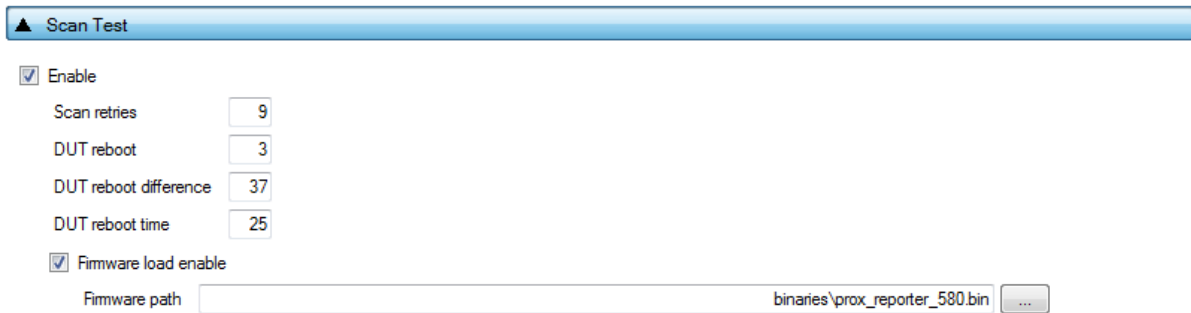 Scan Test
Enable
Scan retries 9
DUT reboot 3
DUT reboot difference 37
DUT reboot time 25
Firmware load enable
Firmware path binaries\prox_reporter_580.bin ...